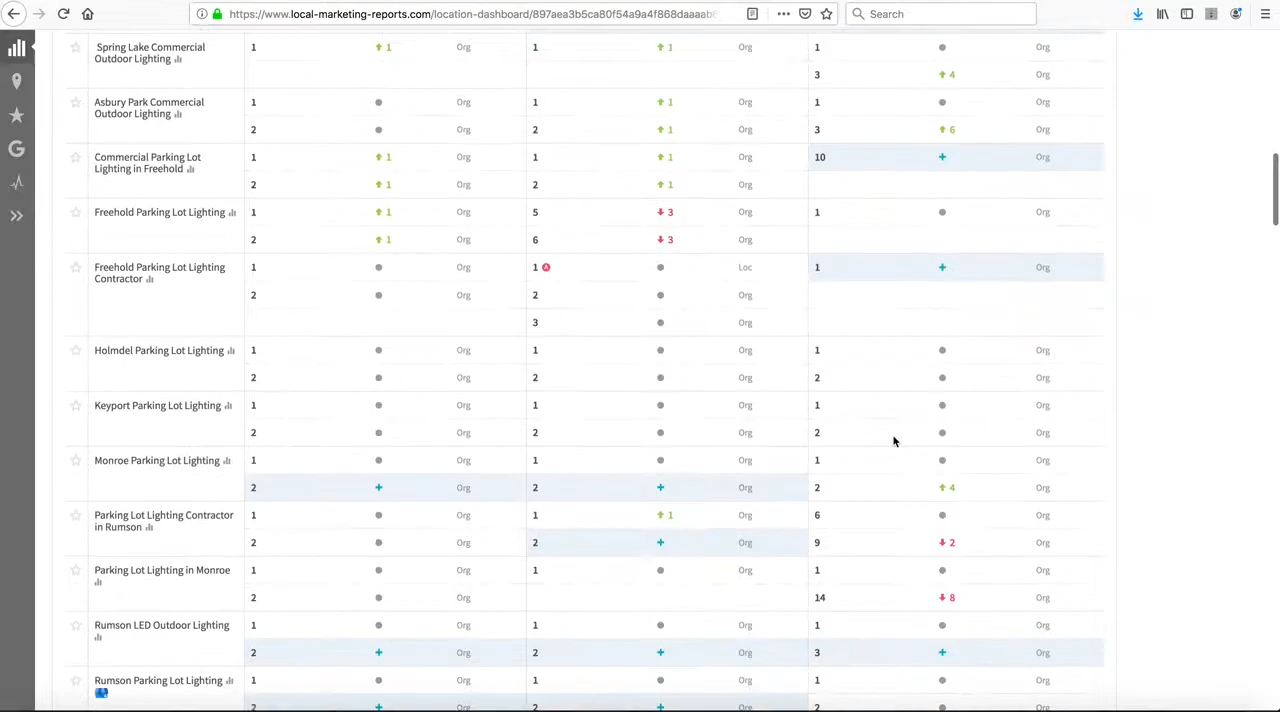 https://www.local-marketing-reports.com/location-dashboard/897aea3b5ca80f54a9a4f868daaab6
Search
Spring Lake Commercial Outdoor Lighting 1 1 Org 1 1 Org 1 Org
3 4 Org
Asbury Park Commercial Outdoor Lighting 1 Org 1 1 Org 1 Org
2 Org 2 1 Org 3 6 Org
Commercial Parking Lot Lighting in Freehold 1 1 Org 1 1 Org 10 + Org
2 1 Org 2 1 Org
Freehold Parking Lot Lighting 1 1 Org 5 3 Org 1 Org
2 1 Org 6 3 Org
Freehold Parking Lot Lighting Contractor 1 Org 1 A Loc 1 + Org
2 Org 2 Org
3 Org
Holmdel Parking Lot Lighting 1 Org 1 Org 1 Org
2 Org 2 Org 2 Org
Keyport Parking Lot Lighting 1 Org 1 Org 1 Org
2 Org 2 Org 2 Org
Monroe Parking Lot Lighting 1 Org 1 Org 1 Org
2 + Org 2 + Org 2 4 Org
Parking Lot Lighting Contractor in Rumson 1 Org 1 1 Org 6 Org
2 Org 2 + Org 9 2 Org
Parking Lot Lighting in Monroe 1 Org 1 Org 1 Org
2 Org 14 8 Org
Rumson LED Outdoor Lighting 1 Org 1 Org 1 Org
2 + Org 2 + Org 3 + Org
Rumson Parking Lot Lighting 1 Org 1 Org 1 Org
2 + Org 2 + Org 2 Org